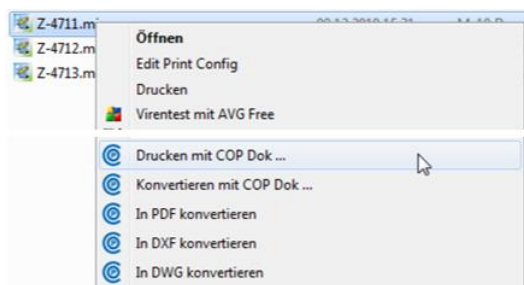 Z-4711.m
Öffnen
Z-4712.m
Edit Print Config
Z-4713.m
Drucken
Virentest mit AVG Free
Drucken mit COP Dok ...
Konvertieren mit COP Dok ...
In PDF konvertieren
In DXF konvertieren
In DWG konvertieren